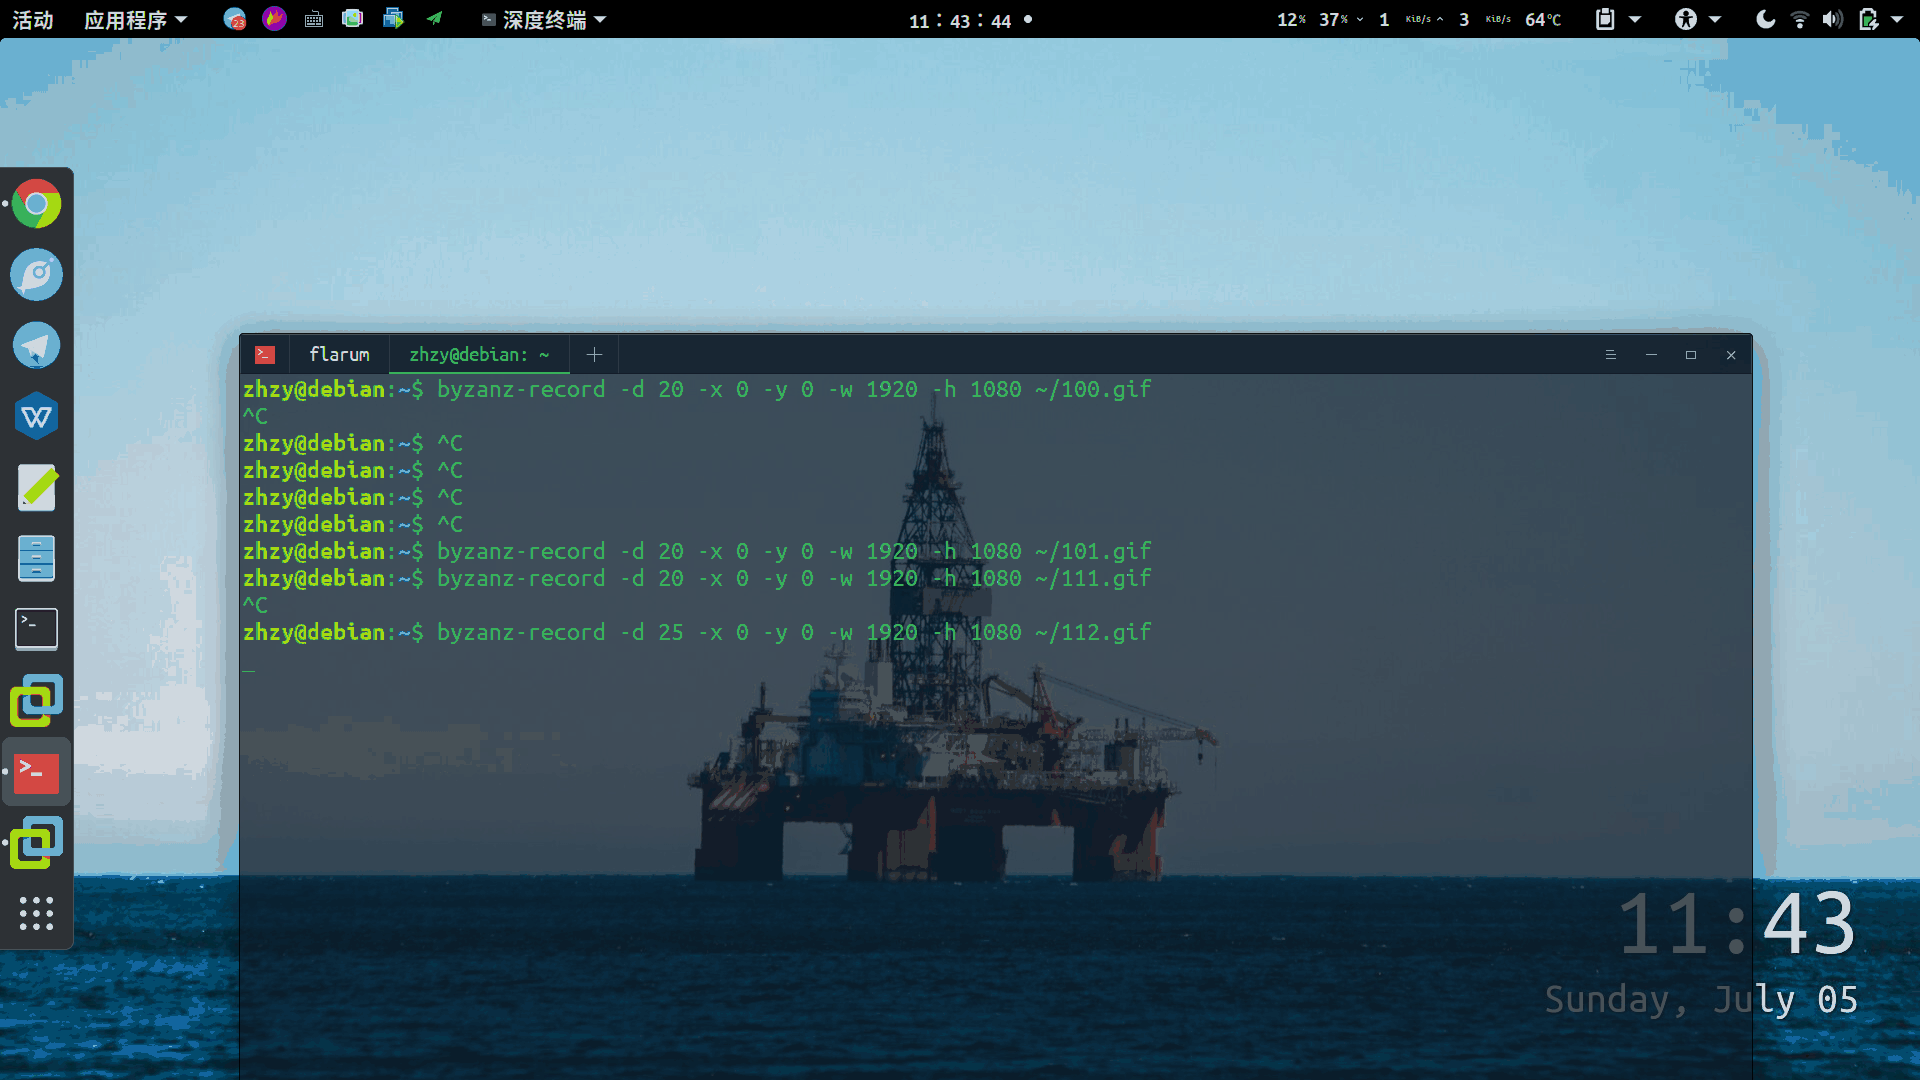 活动 应用程序 23 深度终端 11：43：44 12% 37% 1 KiB/s 3 KiB/s 64℃
flarum zhzy@debian: ~
zhzy@debian:~$ byzanz-record -d 20 -x 0 -y 0 -w 1920 -h 1080 ~/100.gif
^C
zhzy@debian:~$ ^C
zhzy@debian:~$ ^C
zhzy@debian:~$ ^C
zhzy@debian:~$ ^C
zhzy@debian:~$ byzanz-record -d 20 -x 0 -y 0 -w 1920 -h 1080 ~/101.gif
zhzy@debian:~$ byzanz-record -d 20 -x 0 -y 0 -w 1920 -h 1080 ~/111.gif
^C
zhzy@debian:~$ byzanz-record -d 25 -x 0 -y 0 -w 1920 -h 1080 ~/112.gif
11:43
Sunday, July 05